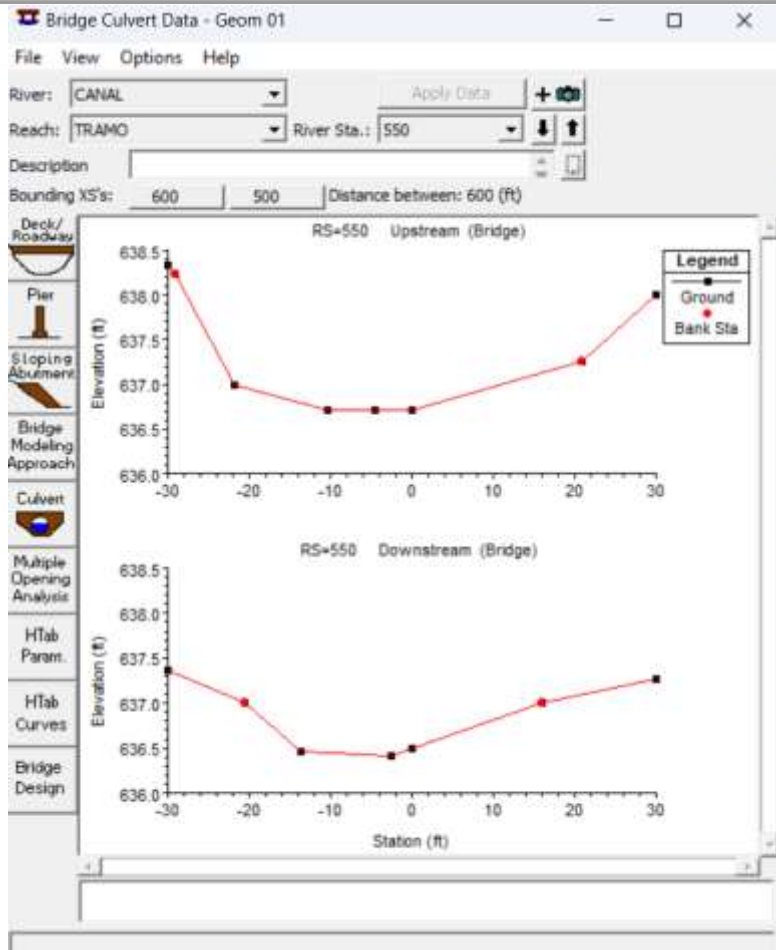 Bridge Culvert Data - Geom 01
File View Options Help
River: CANAL Apply Data +
Reach: TRAMO River Sta.: 550
Description
Bounding XS's: 600 500 Distance between: 600 (ft)
Deck/
Roadway
Pier
Sloping
Abutment
Bridge
Modeling
Approach
Culvert
Multiple
Opening
Analysis
HTab
Param.
HTab
Curves
Bridge
Design
RS=550 Upstream (Bridge)
638.5
638.0
637.5
637.0
636.5
636.0
Elevation (ft)
-30 -20 -10 0 10 20 30
Legend
Ground
Bank Sta
RS=550 Downstream (Bridge)
638.5
638.0
637.5
637.0
636.5
636.0
Elevation (ft)
-30 -20 -10 0 10 20 30
Station (ft)